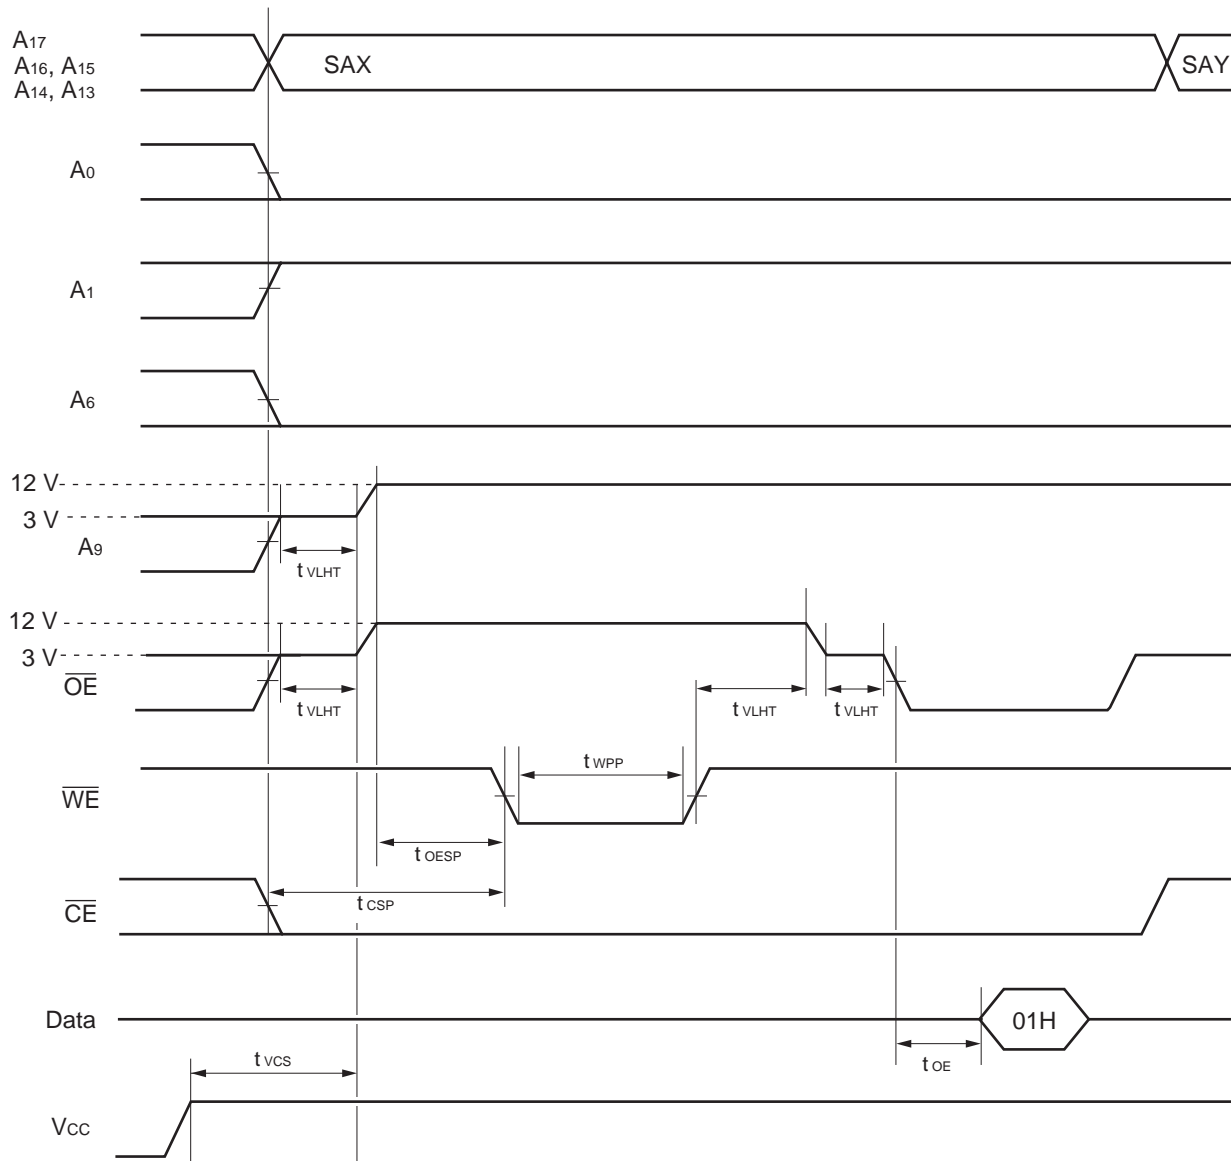 A17
A16, A15 SAX SAY
A14, A13
A0
A1
A6
12 V
3 V
A9
t VLHT
12 V
3 V
OE
t VLHT t VLHT t VLHT
t WPP
WE
t OESP
t CSP
CE
Data 01H
t VCS t OE
VCC